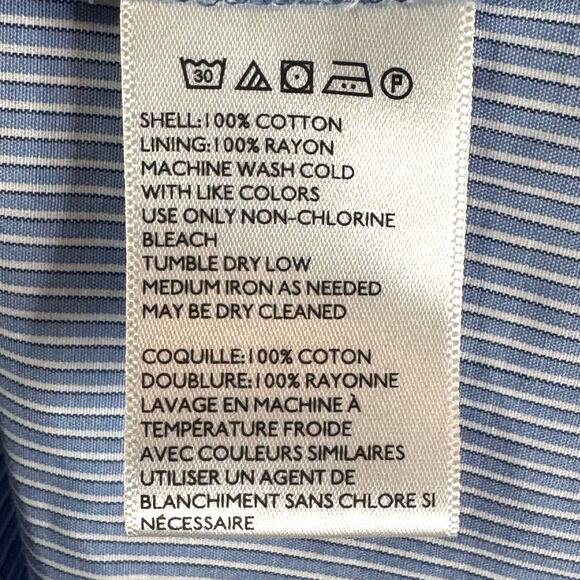 30 P
SHELL:100% COTTON
LINING:100% RAYON
MACHINE WASH COLD
WITH LIKE COLORS
USE ONLY NON-CHLORINE
BLEACH
TUMBLE DRY LOW
MEDIUM IRON AS NEEDED
MAY BE DRY CLEANED
COQUILLE:100% COTON
DOUBLURE:100% RAYONNE
LAVAGE EN MACHINE À
TEMPÉRATURE FROIDE
AVEC COULEURS SIMILAIRES
UTILISER UN AGENT DE
BLANCHIMENT SANS CHLORE SI
NÉCESSAIRE